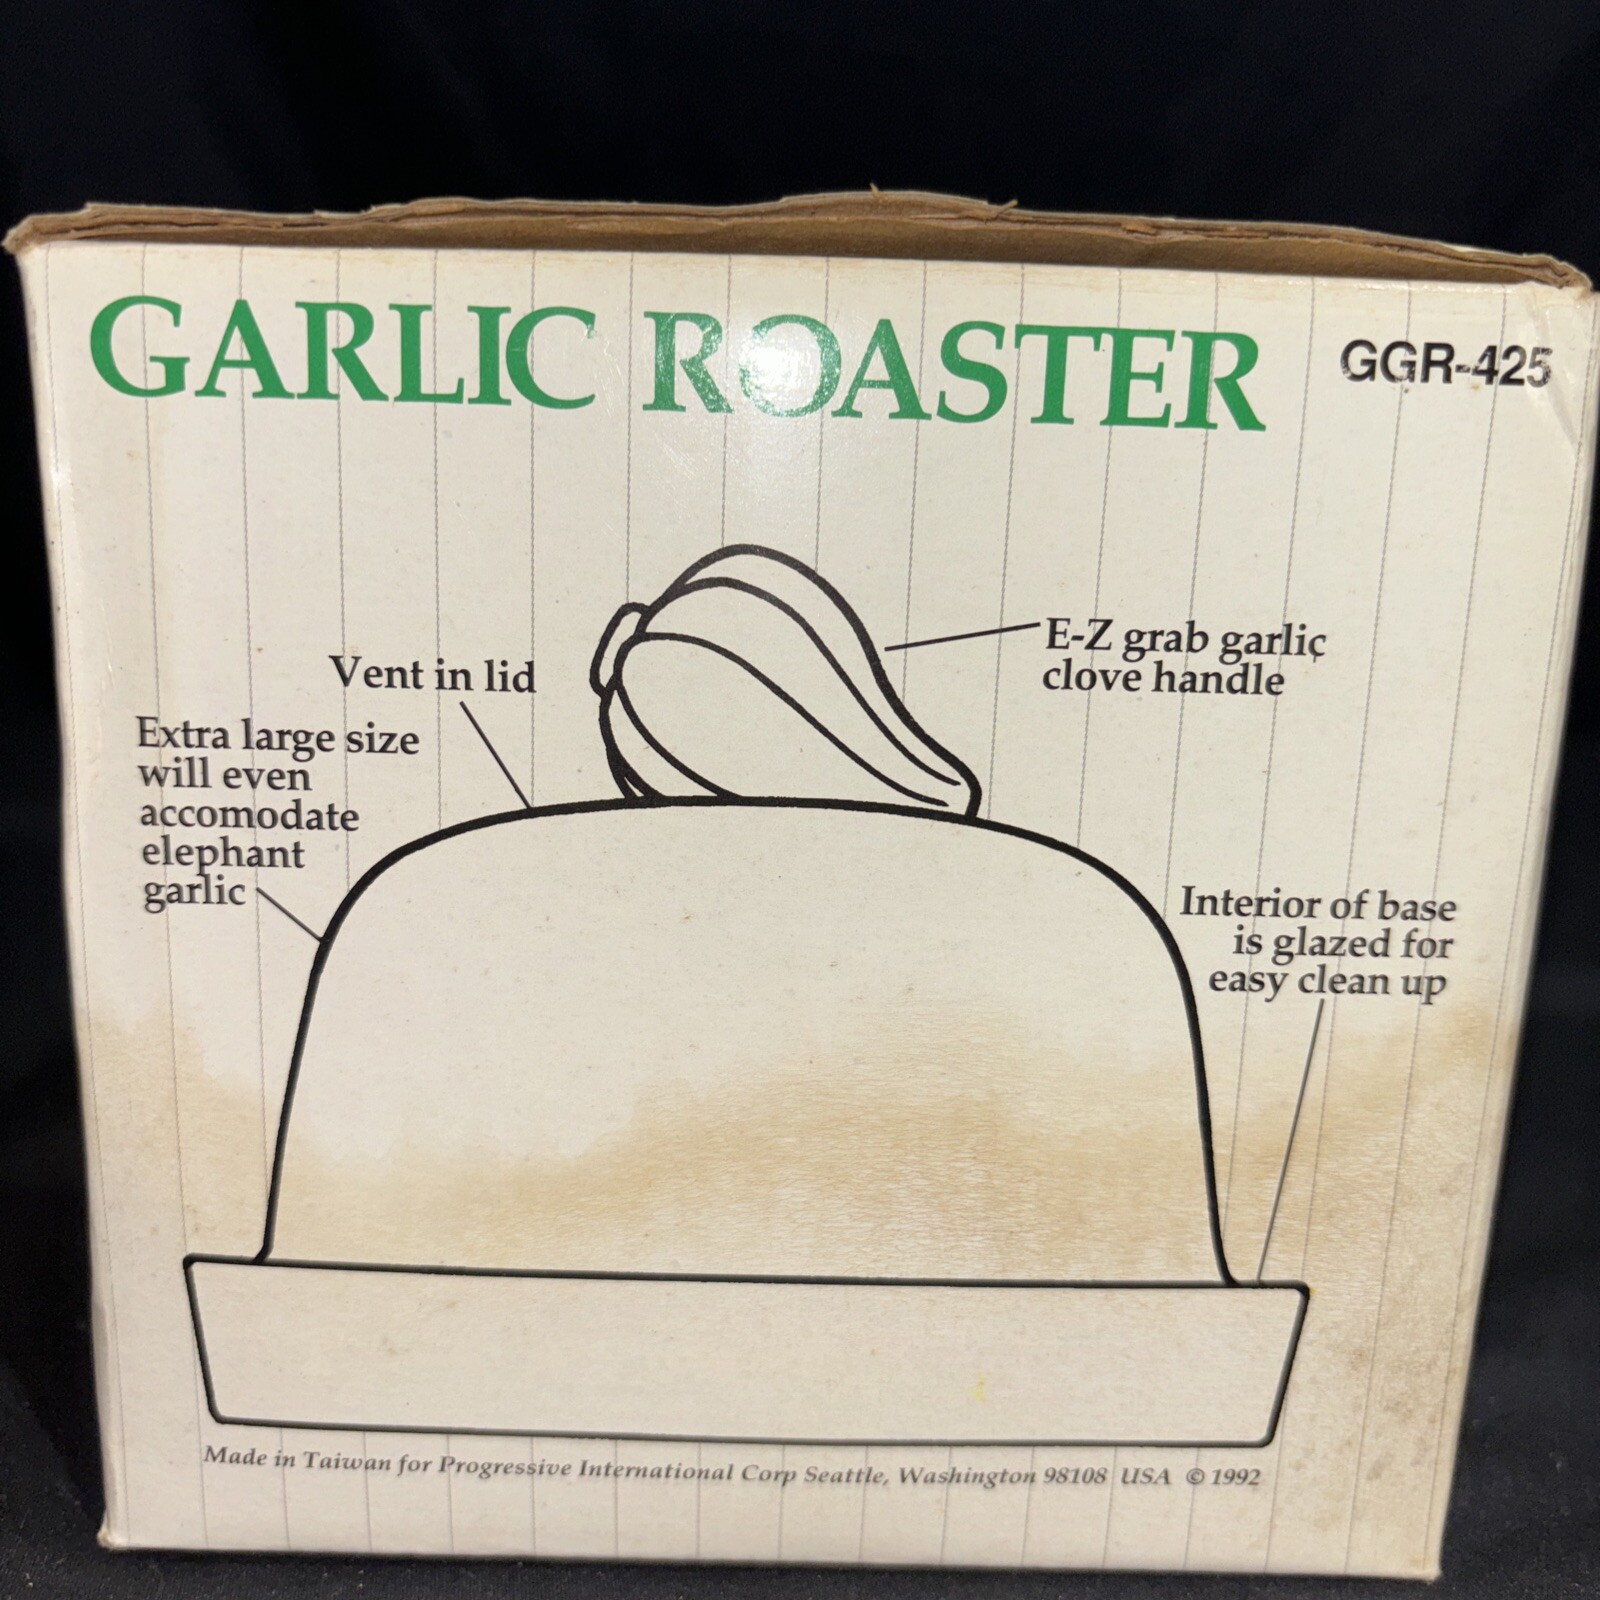 GARLIC ROASTER GGR-425
E-Z grab garlic
clove handle
Vent in lid
Extra large size
will even
accomodate
elephant
garlic
Interior of base
is glazed for
easy clean up
Made in Taiwan for Progressive International Corp Seattle, Washington 98108 USA © 1992